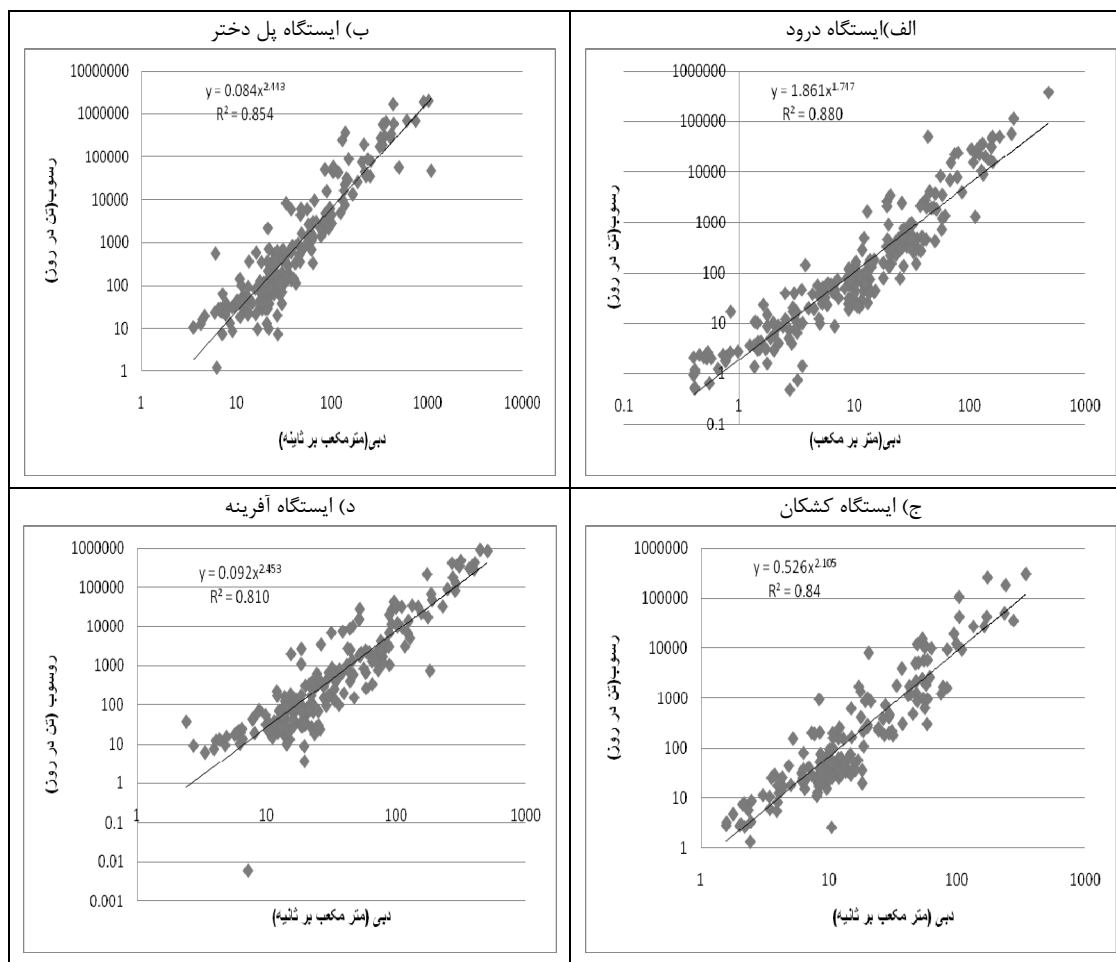 الف)ایستگاه درود
y = 1.861x^1.747
R² = 0.880
1000000
100000
10000
1000
100
10
1
0.1
0.1 1 10 100 1000
رسوب(تن در روز)
دبی(متر بر مکعب)
ب) ایستگاه پل دختر
y = 0.084x^2.443
R² = 0.854
10000000
1000000
100000
10000
1000
100
10
1
1 10 100 1000 10000
رسوب(تن در روز)
دبی(مترمکعب بر ثاینه)
ج) ایستگاه کشکان
y = 0.526x^2.105
R² = 0.84
1000000
100000
10000
1000
100
10
1
1 10 100 1000
رسوب(تن در روز)
دبی (متر مکعب بر ثانیه)
د) ایستگاه آفرینه
y = 0.092x^2.453
R² = 0.810
1000000
100000
10000
1000
100
10
1
0.1
0.01
0.001
1 10 100 1000
روسوب (تن در روز)
دبی (متر مکعب بر ثانیه)